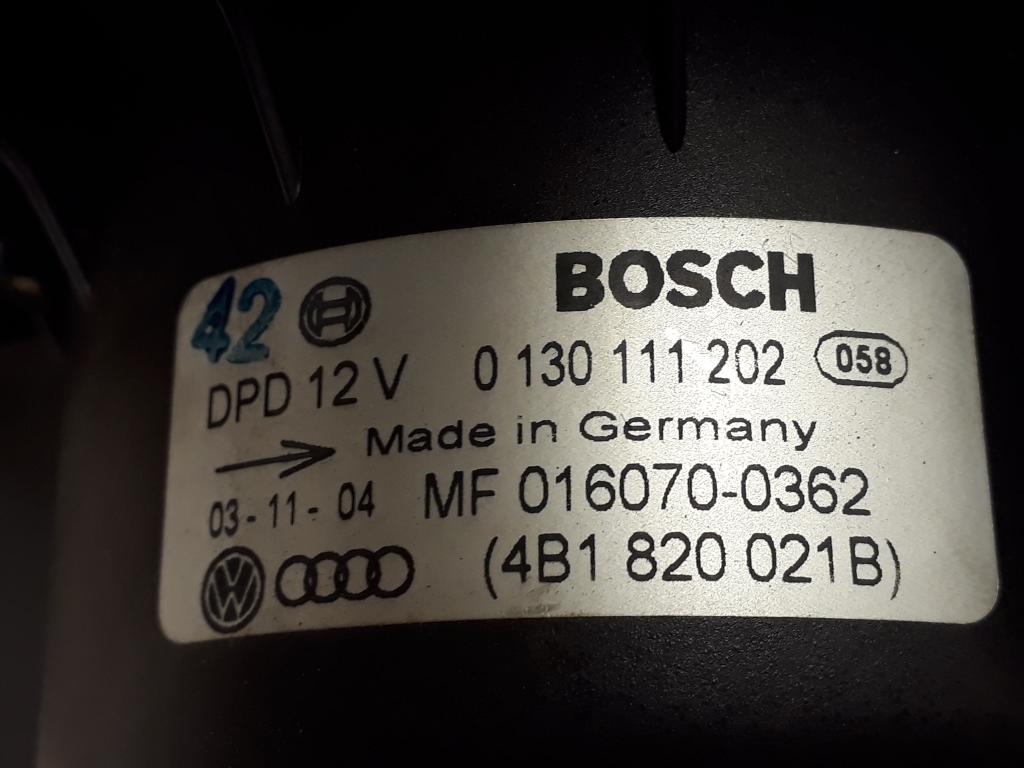 42 BOSCH
DPD 12 V 0 130 111 202 058
Made in Germany
03-11-04 MF 016070-0362
VW (4B1 820 021B)